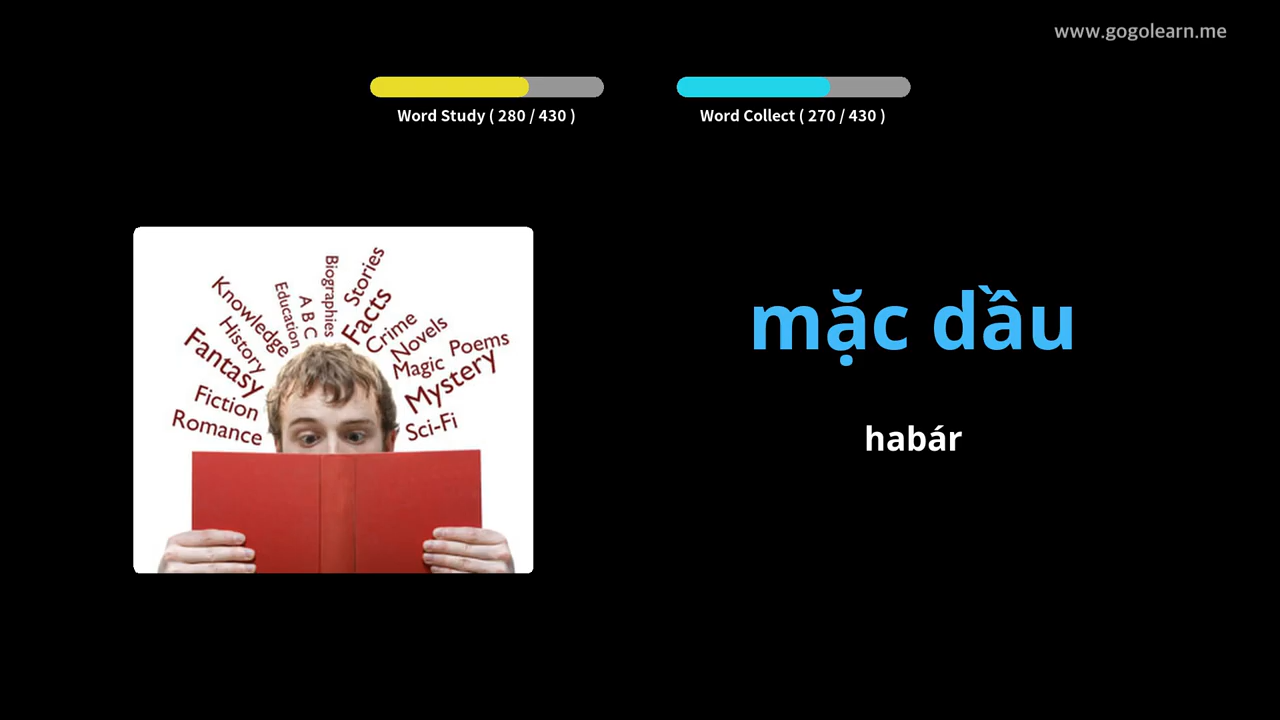 www.gogolearn.me
Word Study ( 280 / 430 )
Word Collect ( 270 / 430 )
Knowledge
Education
A B C
Biographies
Stories
Facts
History
Crime
Novels
Fantasy
Magic
Poems
Mystery
Fiction
Romance
Sci-Fi
mặc dầu
habár